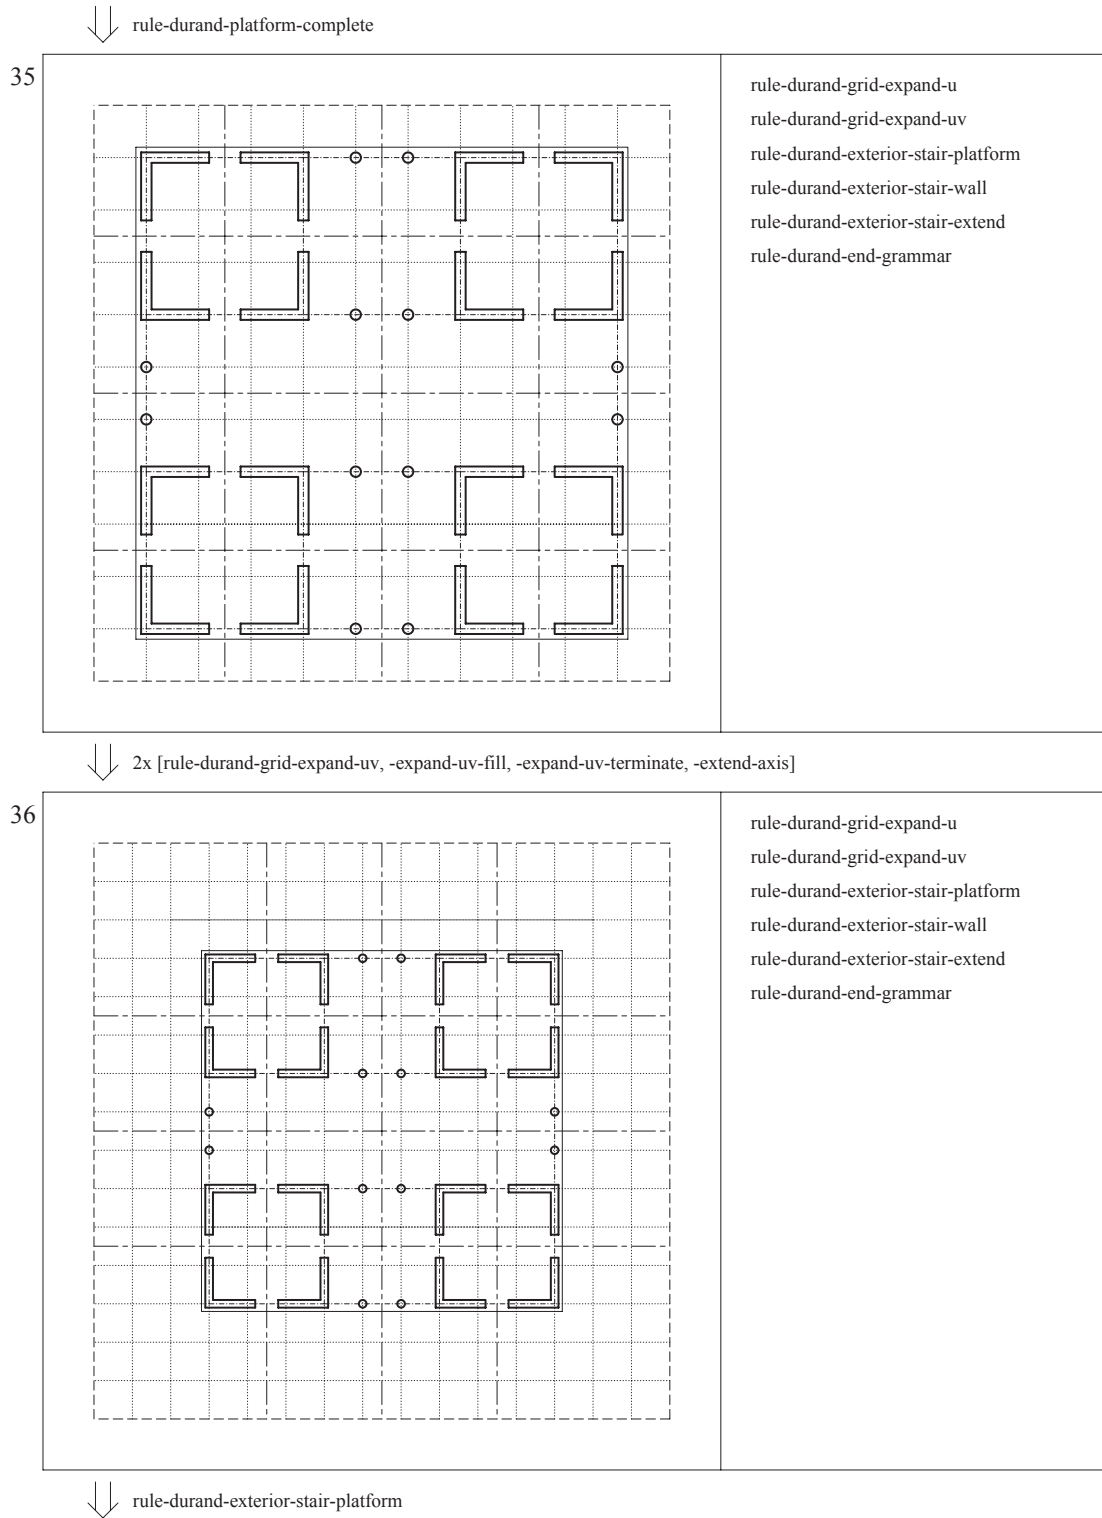 rule-durand-platform-complete
35
rule-durand-grid-expand-u
rule-durand-grid-expand-uv
rule-durand-exterior-stair-platform
rule-durand-exterior-stair-wall
rule-durand-exterior-stair-extend
rule-durand-end-grammar
2x [rule-durand-grid-expand-uv, -expand-uv-fill, -expand-uv-terminate, -extend-axis]
36
rule-durand-grid-expand-u
rule-durand-grid-expand-uv
rule-durand-exterior-stair-platform
rule-durand-exterior-stair-wall
rule-durand-exterior-stair-extend
rule-durand-end-grammar
rule-durand-exterior-stair-platform